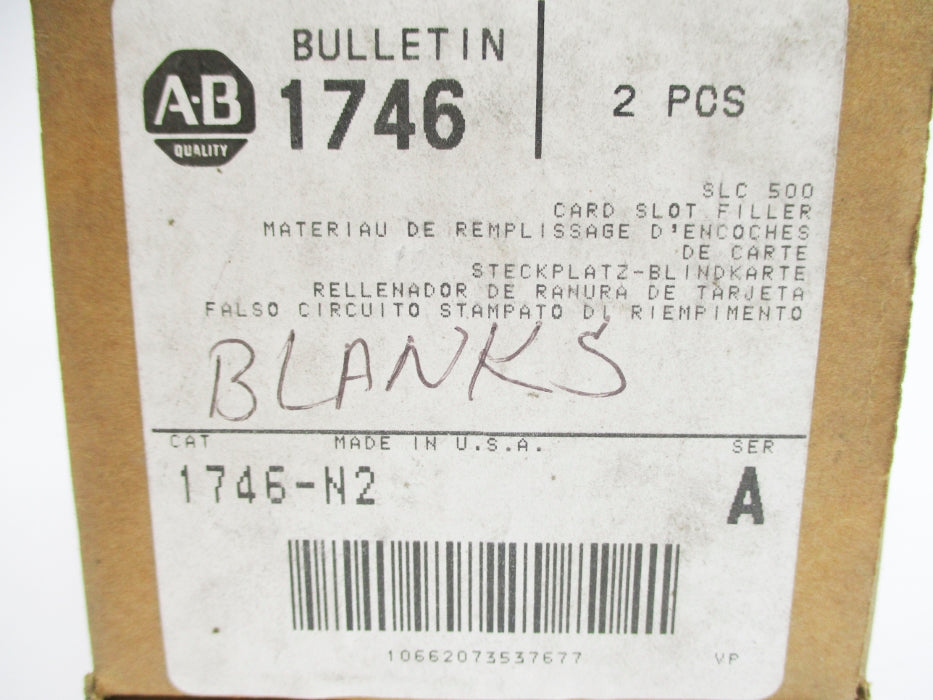 BULLETIN
1746
2 PCS
A·B
QUALITY
SLC 500
CARD SLOT FILLER
MATERIAU DE REMPLISSAGE D'ENCOCHES
DE CARTE
STECKPLATZ-BLINDKARTE
RELLENADOR DE RANURA DE TARJETA
FALSO CIRCUITO STAMPATO DI RIEMPIMENTO
BLANKS
CAT MADE IN U.S.A. SER
1746-N2 A
10662073537677 VP